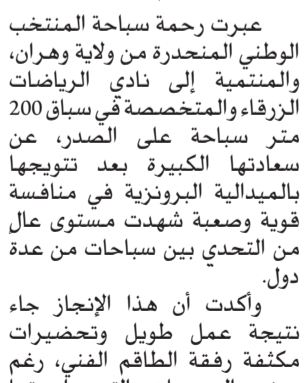 عبرت رحمة سباحة المنتخب
الوطني المنحدرة من ولاية وهران،
والمنتمية إلى نادي الرياضات
الزرقاء والمتخصصة في سباق 200
متر سباحة على الصدر، عن
سعادتها الكبيرة بعد تتويجها
بالميدالية البرونزية في منافسة
قوية وصعبة شهدت مستوى عالٍ
من التحدي بين سباحات من عدة
دول.
وأكدت أن هذا الإنجاز جاء
نتيجة عمل طويل وتحضيرات
مكثفة رفقة الطاقم الفني، رغم